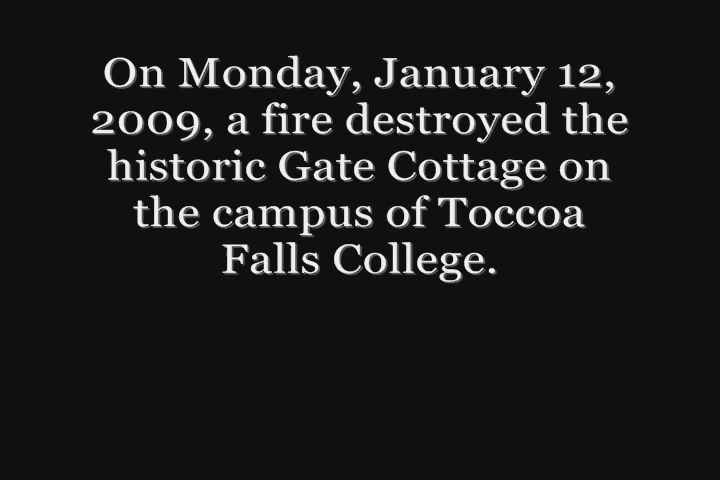 On Monday, January 12,
2009, a fire destroyed the
historic Gate Cottage on
the campus of Toccoa
Falls College.